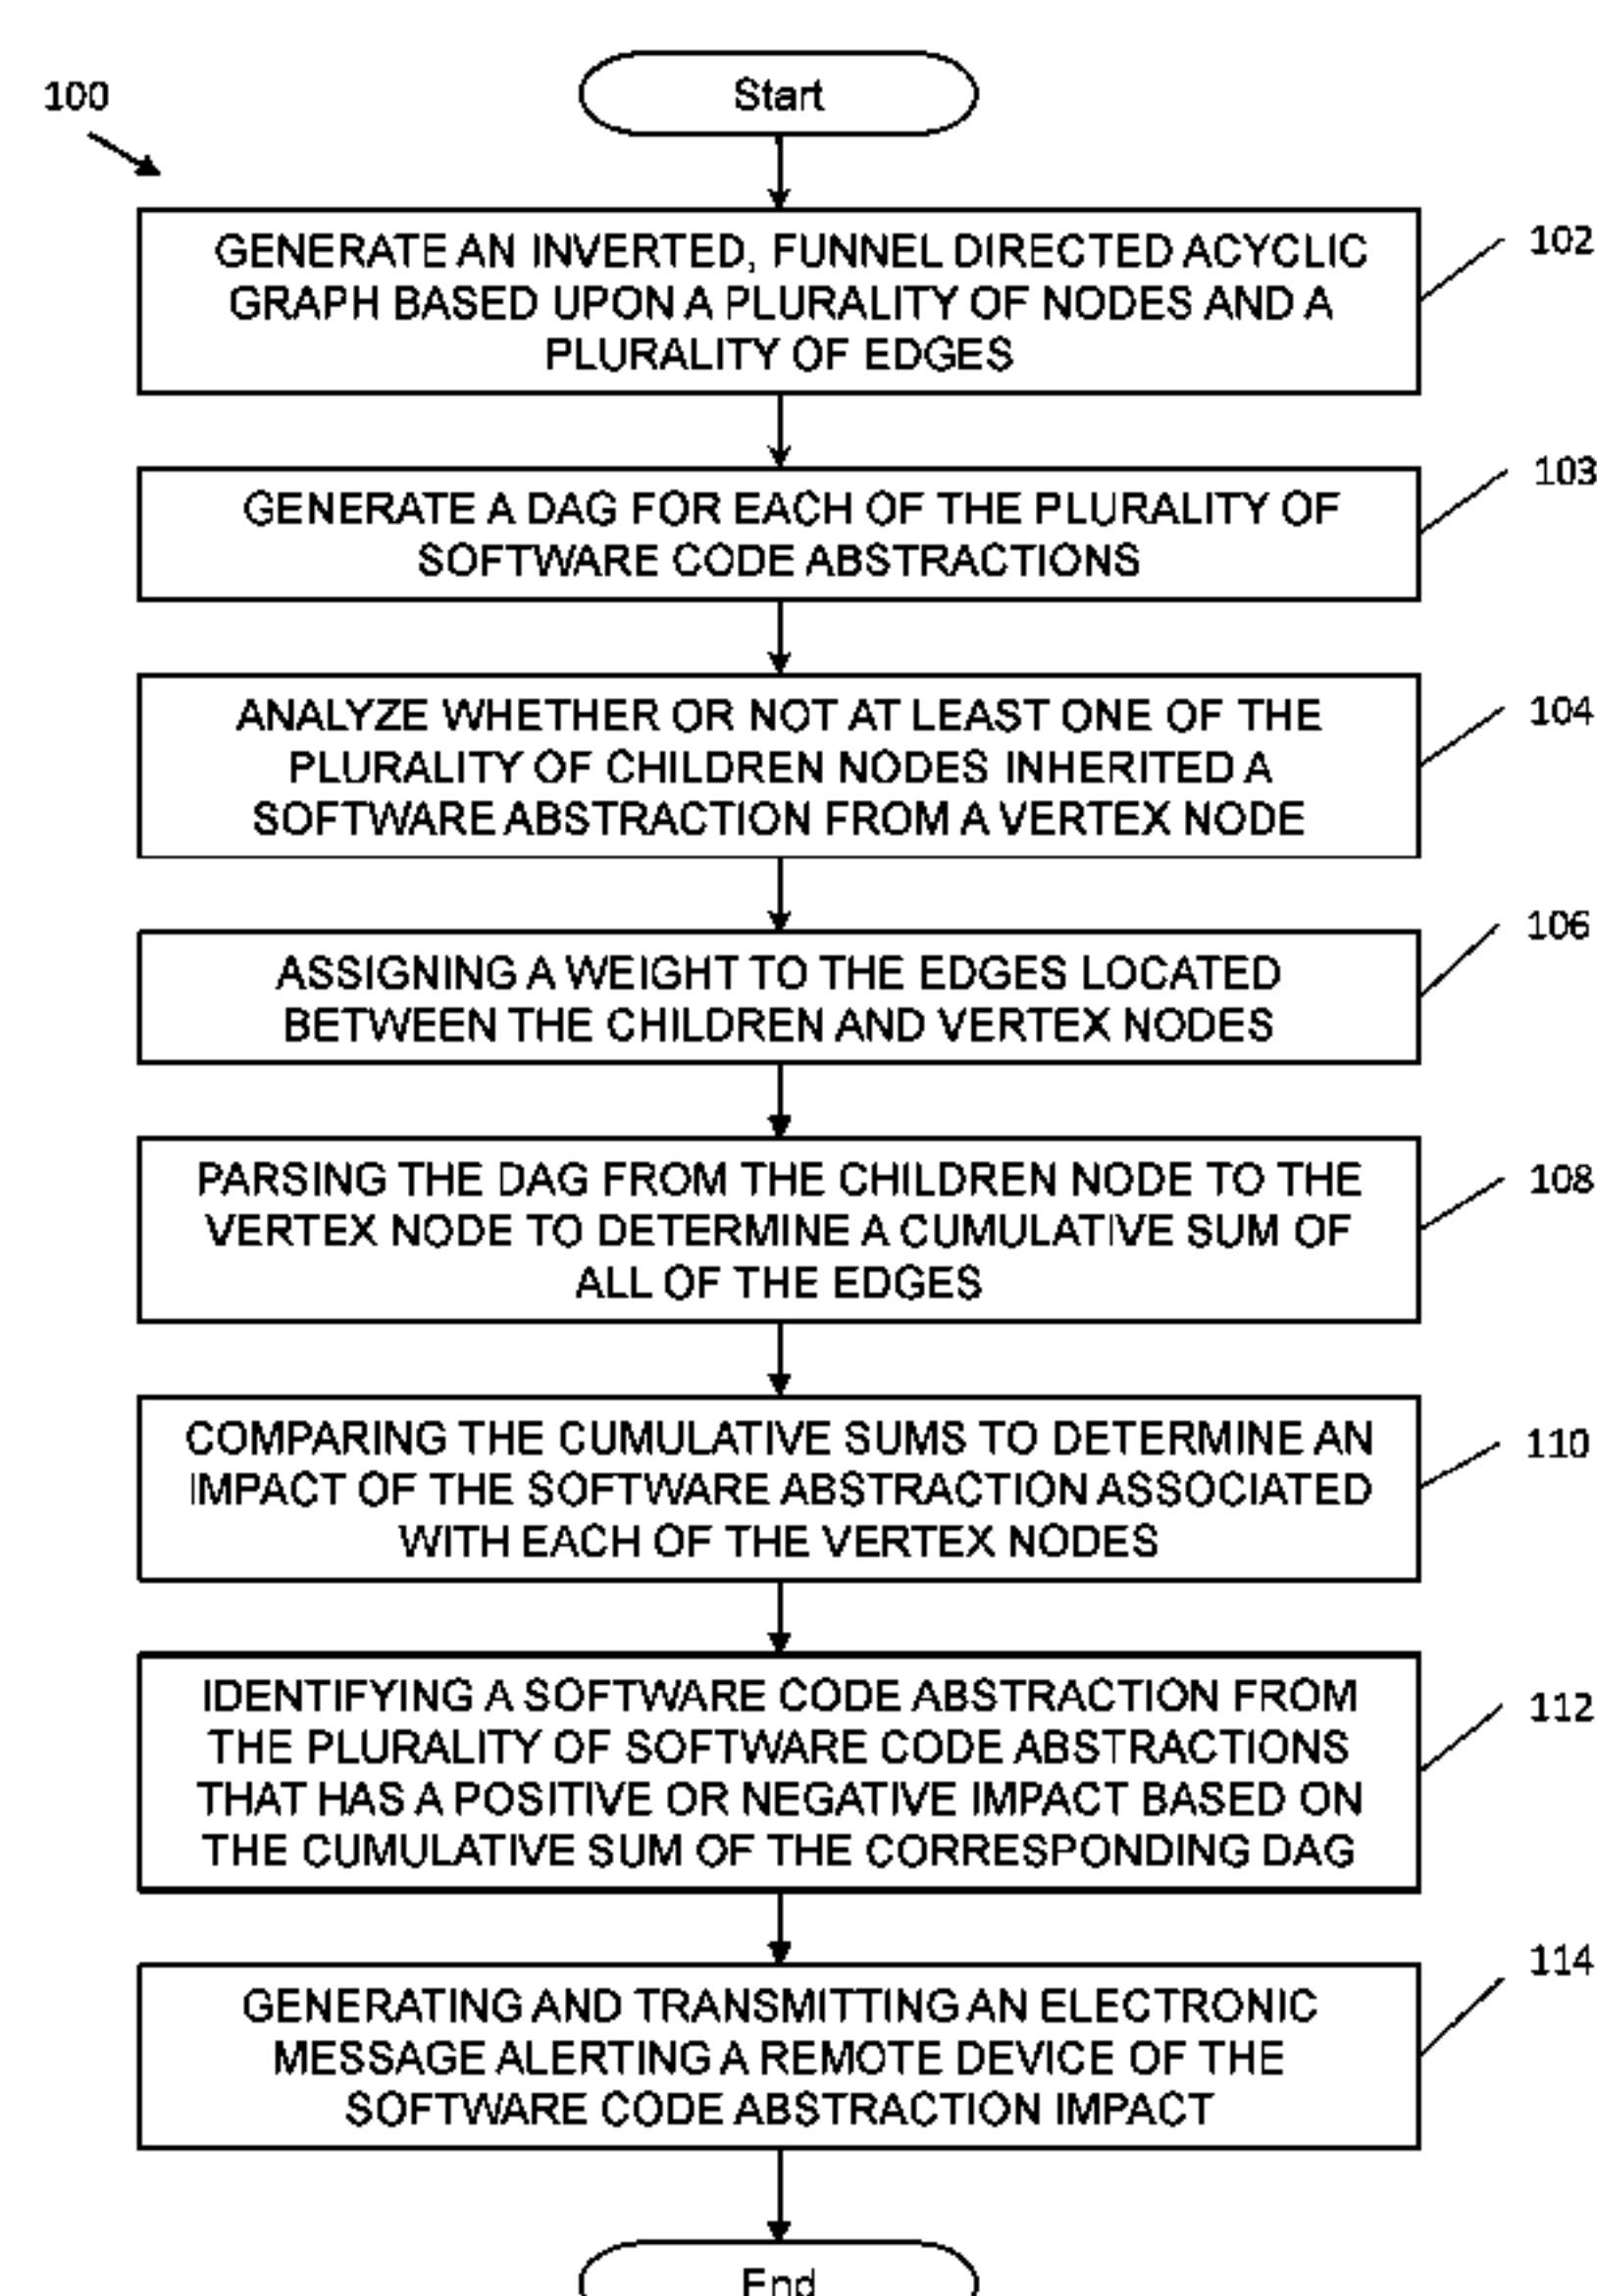 100
Start
GENERATE AN INVERTED, FUNNEL DIRECTED ACYCLIC
GRAPH BASED UPON A PLURALITY OF NODES AND A
PLURALITY OF EDGES
102
GENERATE A DAG FOR EACH OF THE PLURALITY OF
SOFTWARE CODE ABSTRACTIONS
103
ANALYZE WHETHER OR NOT AT LEAST ONE OF THE
PLURALITY OF CHILDREN NODES INHERITED A
SOFTWARE ABSTRACTION FROM A VERTEX NODE
104
ASSIGNING A WEIGHT TO THE EDGES LOCATED
BETWEEN THE CHILDREN AND VERTEX NODES
106
PARSING THE DAG FROM THE CHILDREN NODE TO THE
VERTEX NODE TO DETERMINE A CUMULATIVE SUM OF
ALL OF THE EDGES
108
COMPARING THE CUMULATIVE SUMS TO DETERMINE AN
IMPACT OF THE SOFTWARE ABSTRACTION ASSOCIATED
WITH EACH OF THE VERTEX NODES
110
IDENTIFYING A SOFTWARE CODE ABSTRACTION FROM
THE PLURALITY OF SOFTWARE CODE ABSTRACTIONS
THAT HAS A POSITIVE OR NEGATIVE IMPACT BASED ON
THE CUMULATIVE SUM OF THE CORRESPONDING DAG
112
GENERATING AND TRANSMITTING AN ELECTRONIC
MESSAGE ALERTING A REMOTE DEVICE OF THE
SOFTWARE CODE ABSTRACTION IMPACT
114
End